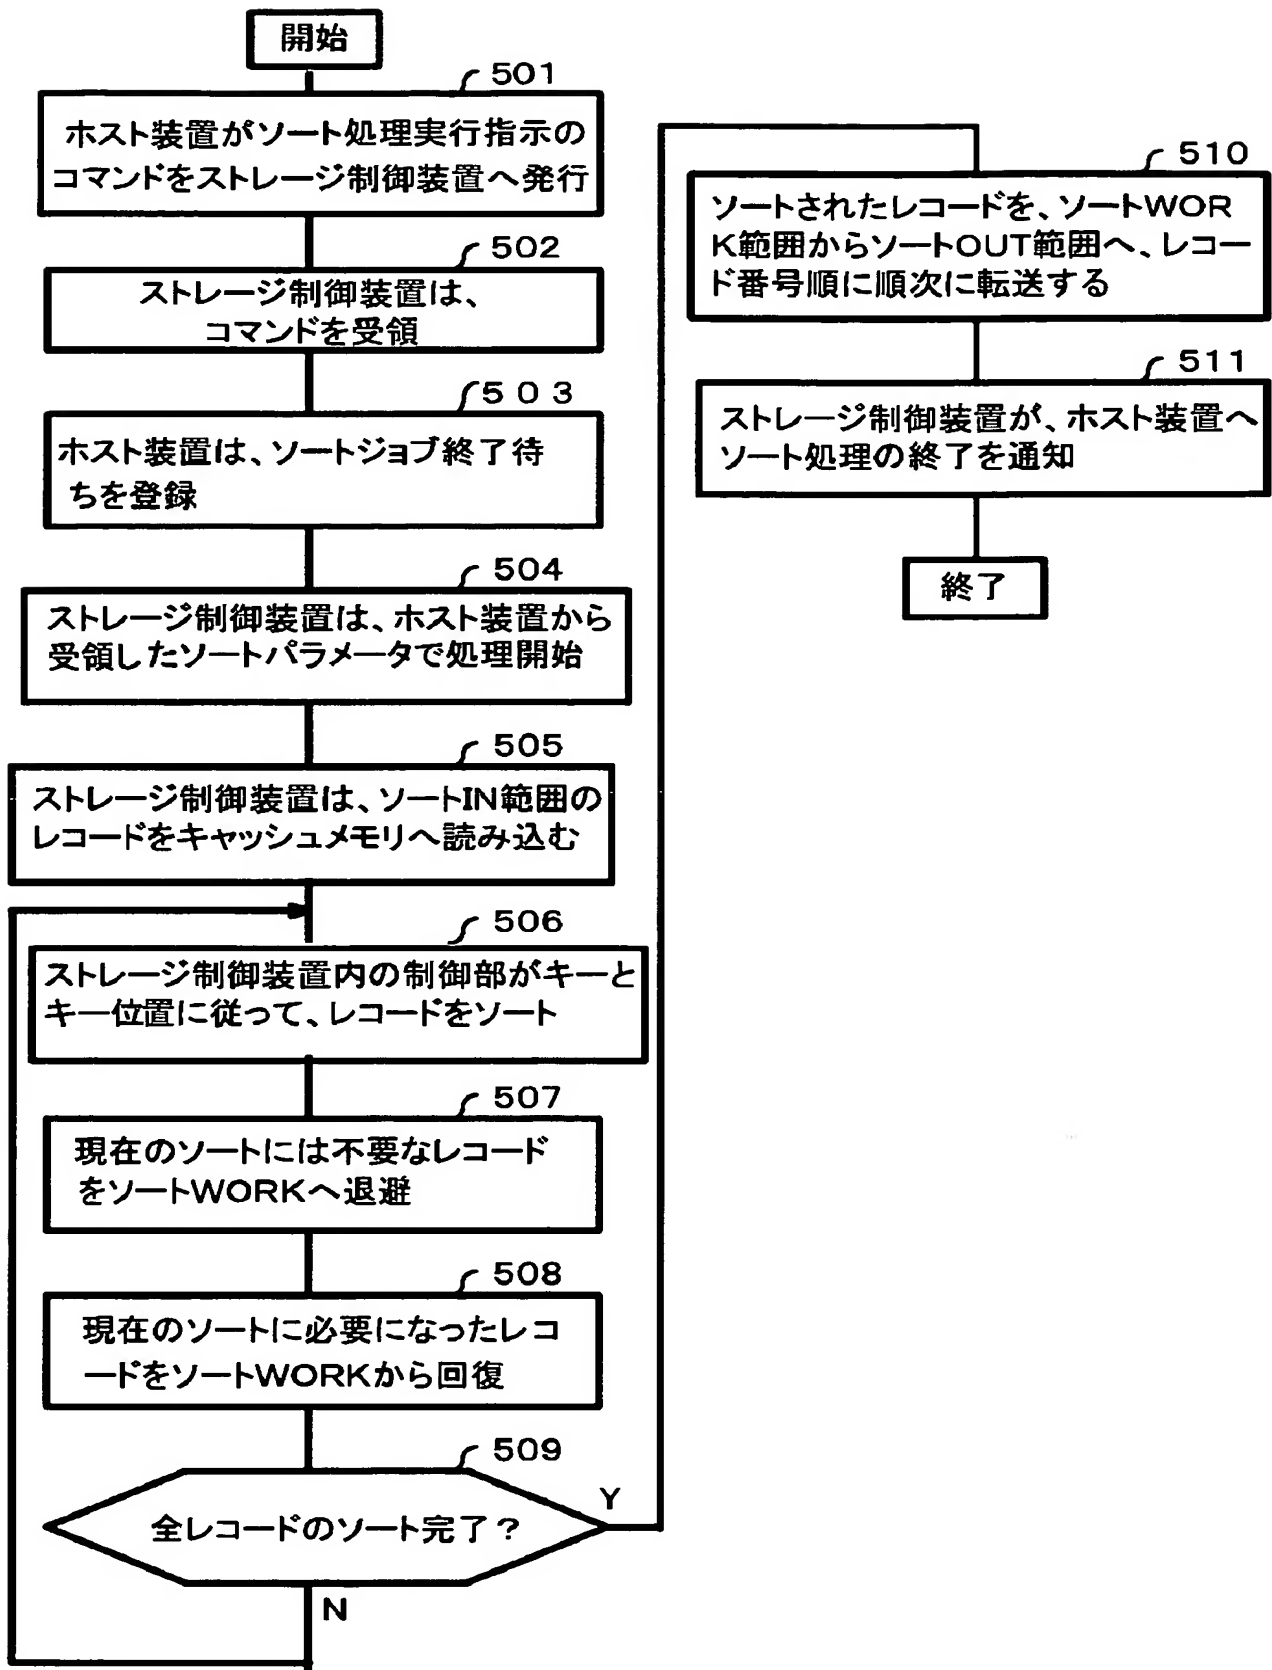 開始
501
ホスト装置がソート処理実行指示の
コマンドをストレージ制御装置へ発行
502
ストレージ制御装置は、
コマンドを受領
503
ホスト装置は、ソートジョブ終了待
ちを登録
504
ストレージ制御装置は、ホスト装置から
受領したソートパラメータで処理開始
505
ストレージ制御装置は、ソートIN範囲の
レコードをキャッシュメモリへ読み込む
506
ストレージ制御装置内の制御部がキーと
キー位置に従って、レコードをソート
507
現在のソートには不要なレコード
をソートWORKへ退避
508
現在のソートに必要になったレコ
ードをソートWORKから回復
509
全レコードのソート完了？
Y
N
510
ソートされたレコードを、ソートWOR
K範囲からソートOUT範囲へ、レコー
ド番号順に順次に転送する
511
ストレージ制御装置が、ホスト装置へ
ソート処理の終了を通知
終了